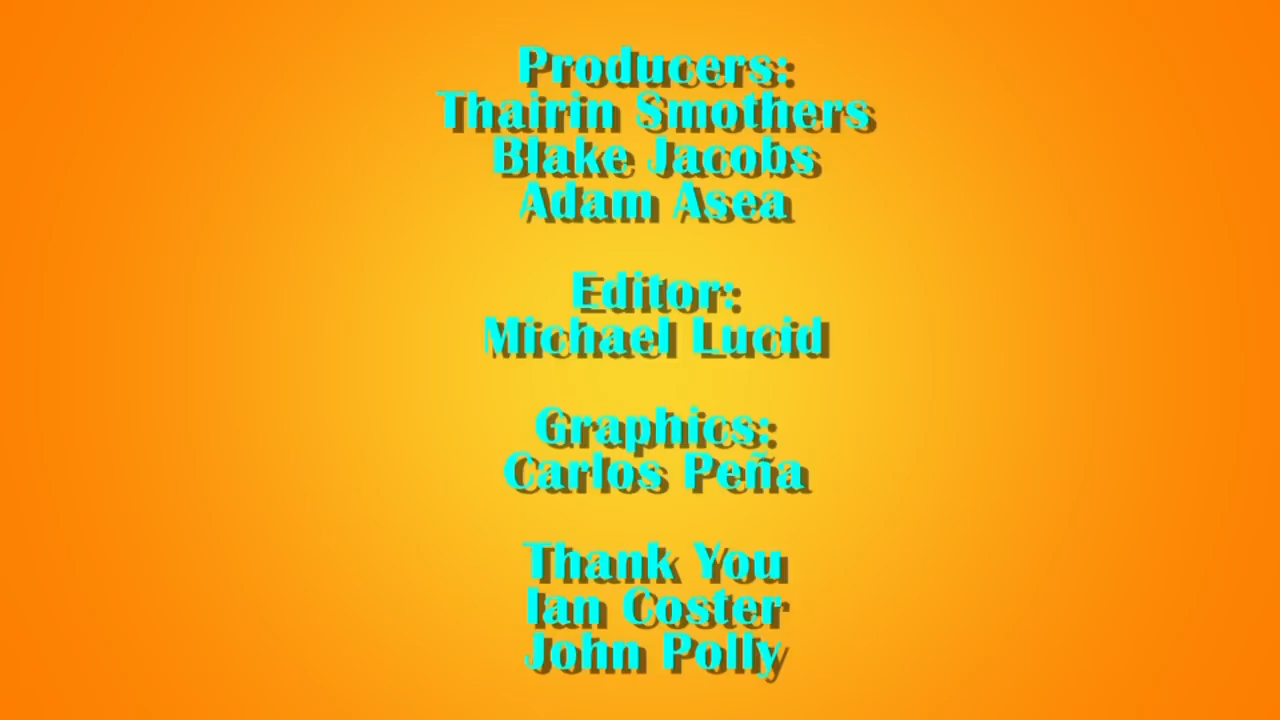 Producers:
Thairin Smothers
Blake Jacobs
Adam Asea
Editor:
Michael Lucid
Graphics:
Carlos Peña
Thank You
Ian Coster
John Polly